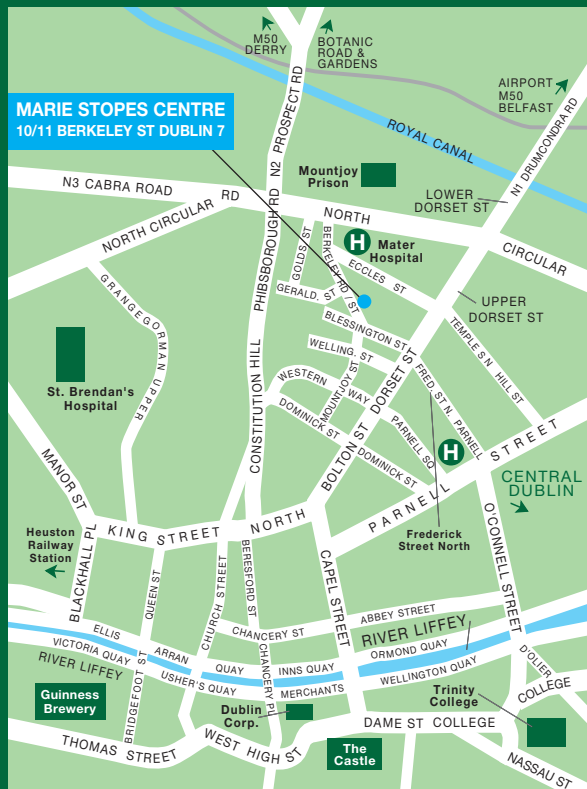 M50
DERRY
BOTANIC
ROAD &
GARDENS
AIRPORT
M50
BELFAST
MARIE STOPES CENTRE
10/11 BERKELEY ST DUBLIN 7
N2 PROSPECT RD
ROYAL CANAL
N1 DRUMCONDRA RD
Mountjoy
Prison
N3 CABRA ROAD
LOWER
DORSET ST
NORTH CIRCULAR RD
PHIBSBOROUGH RD
NORTH
CIRCULAR
GOLDS. ST
BERKELEY RD / ST
H
Mater
Hospital
ECCLES ST
GERALD. ST
UPPER
DORSET ST
GRANGEGORMAN UPPER
BLESSINGTON ST
TEMPLE S N
HILL ST
WELLING. ST
St. Brendan's
Hospital
CONSTITUTION HILL
WESTERN WAY
MOUNTJOY ST
DORSET ST
FRED ST N.
PARNELL
DOMINICK ST
PARNELL SQ
BOLTON ST
DOMINICK ST
H
PARNELL STREET
MANOR ST
CENTRAL
DUBLIN
KING STREET NORTH
Heuston
Railway
Station
BLACKHALL PL
QUEEN ST
CHURCH STREET
BERESFORD ST
CAPEL STREET
Frederick
Street North
O'CONNELL STREET
ABBEY STREET
CHANCERY ST
ELLIS
ARRAN
QUAY
INNS QUAY
RIVER LIFFEY
ORMOND QUAY
VICTORIA QUAY
RIVER LIFFEY
USHER'S QUAY
MERCHANTS
WELLINGTON QUAY
CHANCERY PL
D'OLIER
BRIDGEFOOT ST
Guinness
Brewery
Dublin
Corp.
Trinity
College
COLLEGE
THOMAS STREET
WEST HIGH ST
DAME ST
COLLEGE
The
Castle
NASSAU ST